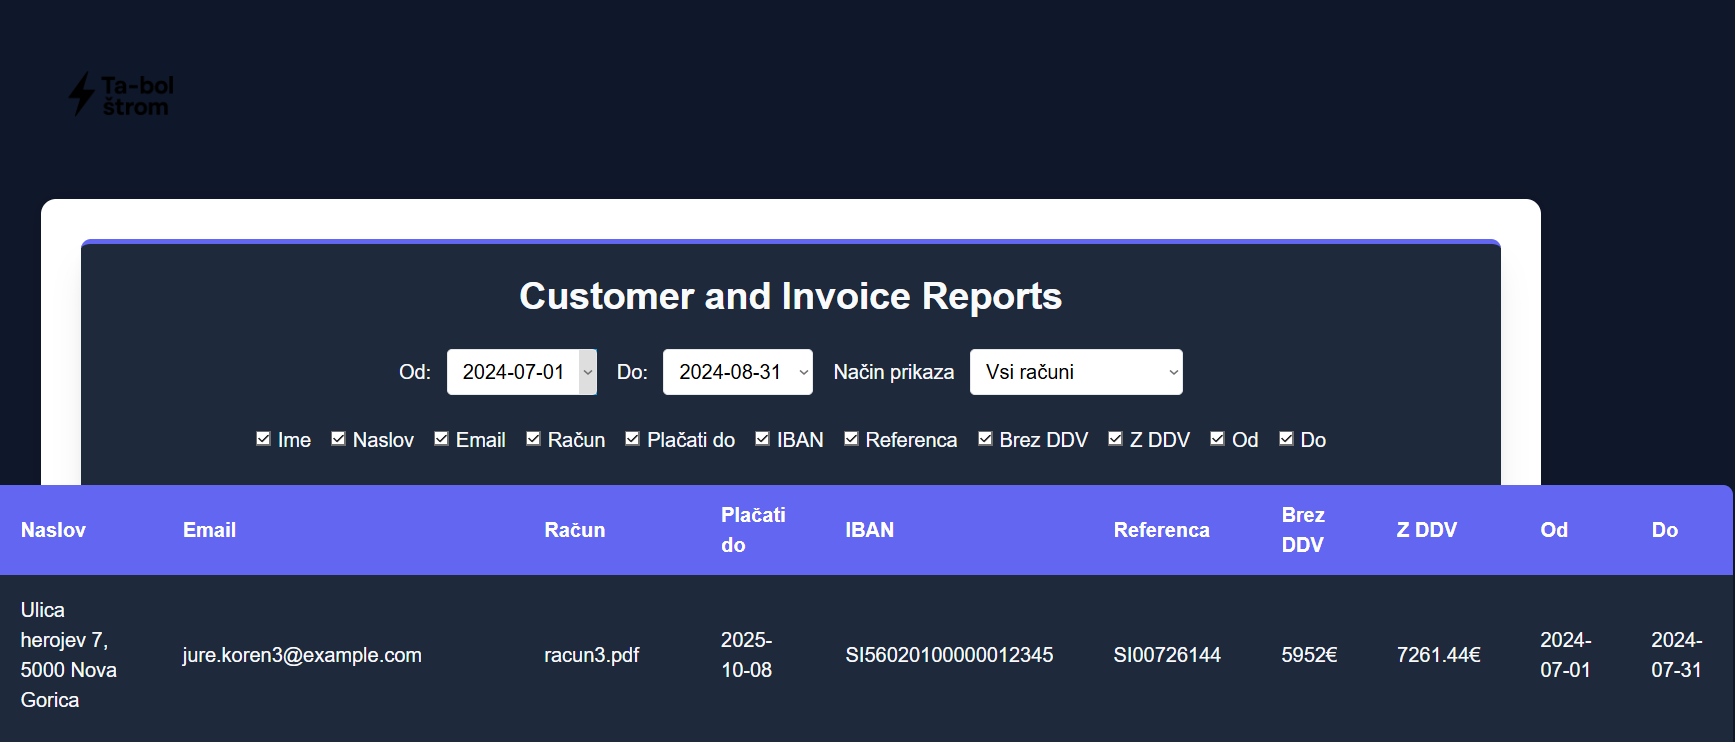 Ta-bol
štrom
Customer and Invoice Reports
Od: 2024-07-01 Do: 2024-08-31 Način prikaza Vsi računi
Ime Naslov Email Račun Plačati do IBAN Referenca Brez DDV Z DDV Od Do
Naslov Email Račun Plačati do IBAN Referenca Brez DDV Z DDV Od Do
Ulica herojev 7, 5000 Nova Gorica jure.koren3@example.com racun3.pdf 2025-10-08 SI56020100000012345 SI00726144 5952€ 7261.44€ 2024-07-01 2024-07-31